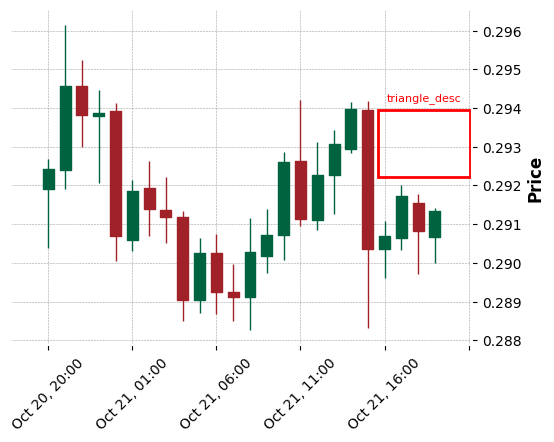 0.296
0.295
triangle_desc
0.294
0.293
0.292
0.291
0.290
0.289
0.288
Price
Oct 20, 20:00
Oct 21, 01:00
Oct 21, 06:00
Oct 21, 11:00
Oct 21, 16:00